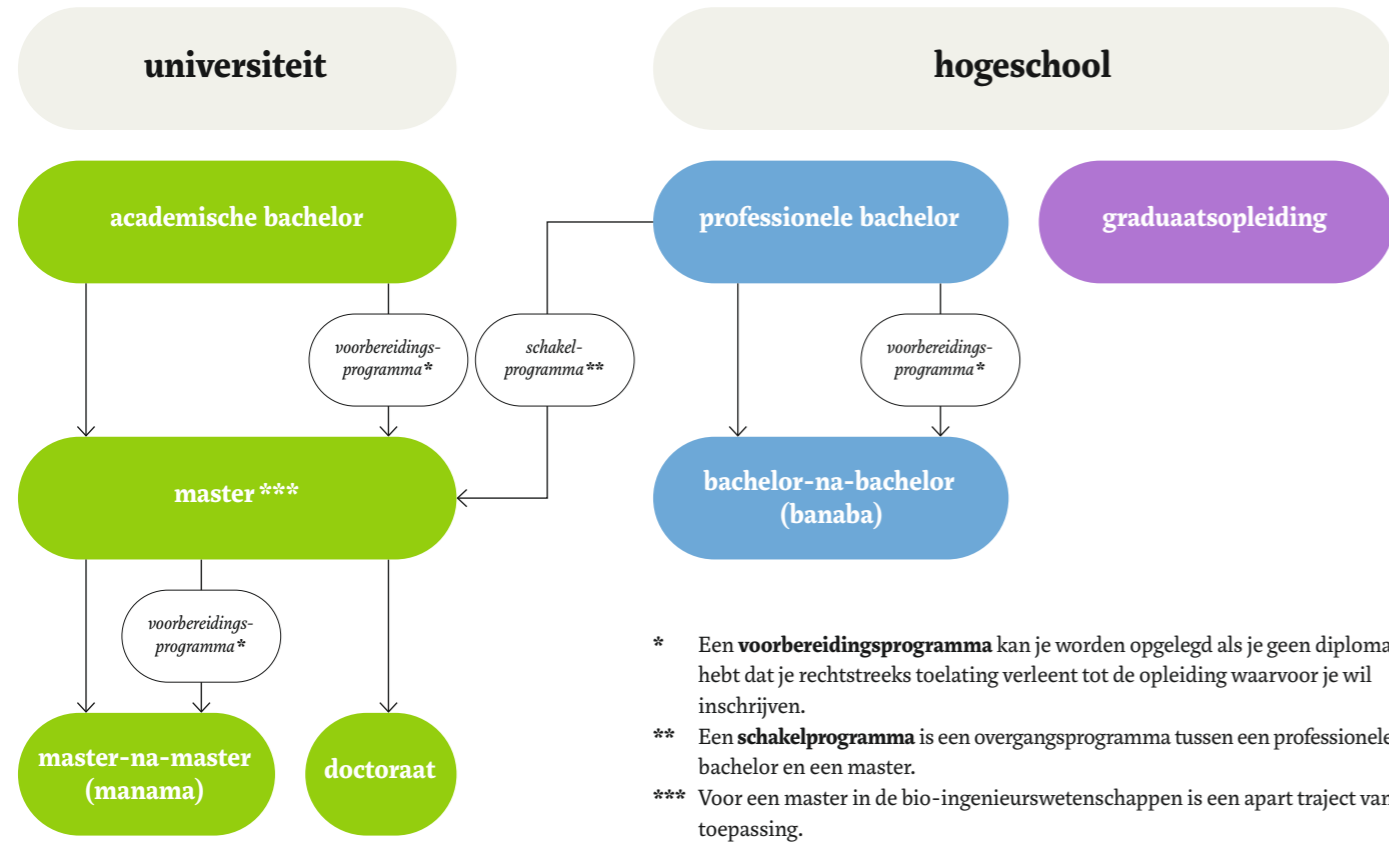 universiteit
hogeschool
academische bachelor
professionele bachelor
graduaatsopleiding
voorbereidings-
programma*
schakel-
programma**
voorbereidings-
programma*
master***
bachelor-na-bachelor
(banaba)
voorbereidings-
programma*
master-na-master
(manama)
doctoraat
* Een voorbereidingsprogramma kan je worden opgelegd als je geen diploma
hebt dat je rechtstreeks toelating verleent tot de opleiding waarvoor je wil
inschrijven.
** Een schakelprogramma is een overgangsprogramma tussen een professionele
bachelor en een master.
*** Voor een master in de bio-ingenieurswetenschappen is een apart traject van
toepassing.